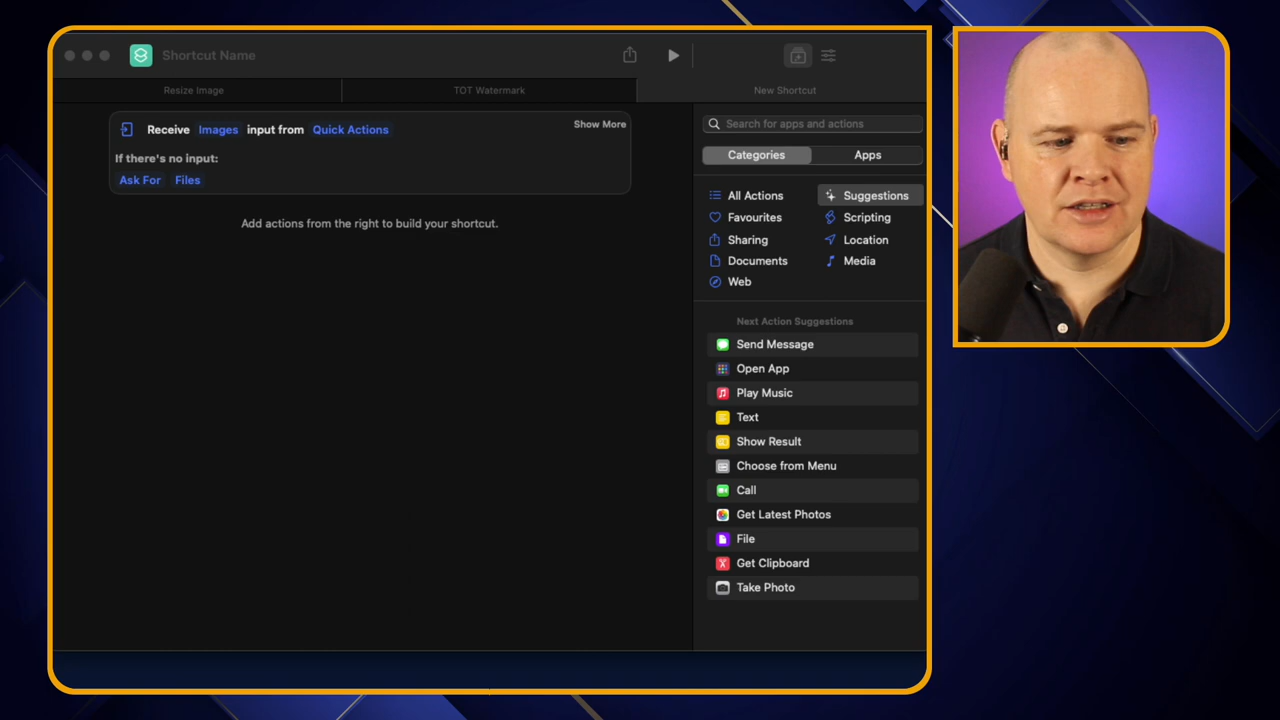 Shortcut Name
Resize Image
TOT Watermark
New Shortcut
Receive Images input from Quick Actions
Show More
If there's no input:
Ask For Files
Add actions from the right to build your shortcut.
Search for apps and actions
Categories
Apps
All Actions
Suggestions
Favourites
Scripting
Sharing
Location
Documents
Media
Web
Next Action Suggestions
Send Message
Open App
Play Music
Text
Show Result
Choose from Menu
Call
Get Latest Photos
File
Get Clipboard
Take Photo